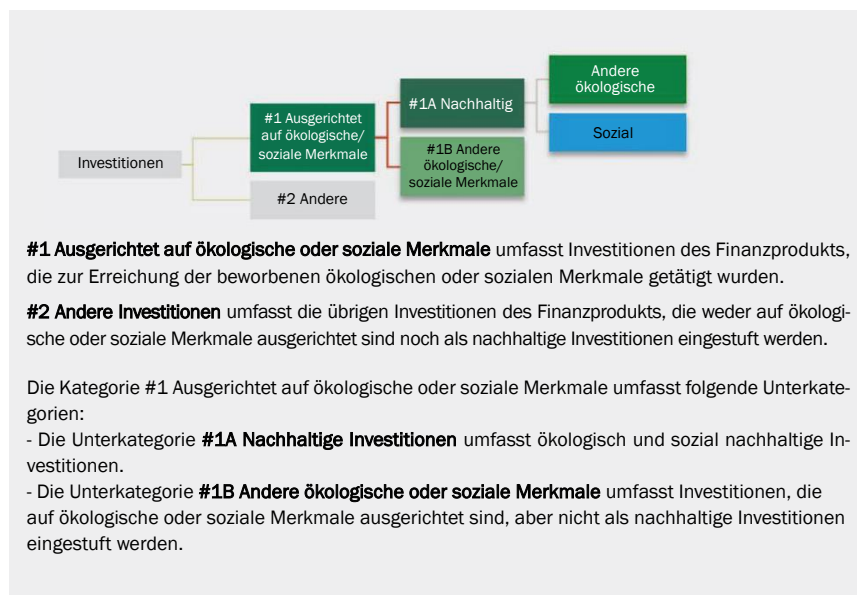 Andere
ökologische
#1A Nachhaltig
#1 Ausgerichtet
auf ökologische/
soziale Merkmale
Sozial
#1B Andere
ökologische/
soziale Merkmale
Investitionen
#2 Andere
#1 Ausgerichtet auf ökologische oder soziale Merkmale umfasst Investitionen des Finanzprodukts,
die zur Erreichung der beworbenen ökologischen oder sozialen Merkmale getätigt wurden.
#2 Andere Investitionen umfasst die übrigen Investitionen des Finanzprodukts, die weder auf ökologi-
sche oder soziale Merkmale ausgerichtet sind noch als nachhaltige Investitionen eingestuft werden.
Die Kategorie #1 Ausgerichtet auf ökologische oder soziale Merkmale umfasst folgende Unterkate-
gorien:
- Die Unterkategorie #1A Nachhaltige Investitionen umfasst ökologisch und sozial nachhaltige In-
vestitionen.
- Die Unterkategorie #1B Andere ökologische oder soziale Merkmale umfasst Investitionen, die
auf ökologische oder soziale Merkmale ausgerichtet sind, aber nicht als nachhaltige Investitionen
eingestuft werden.